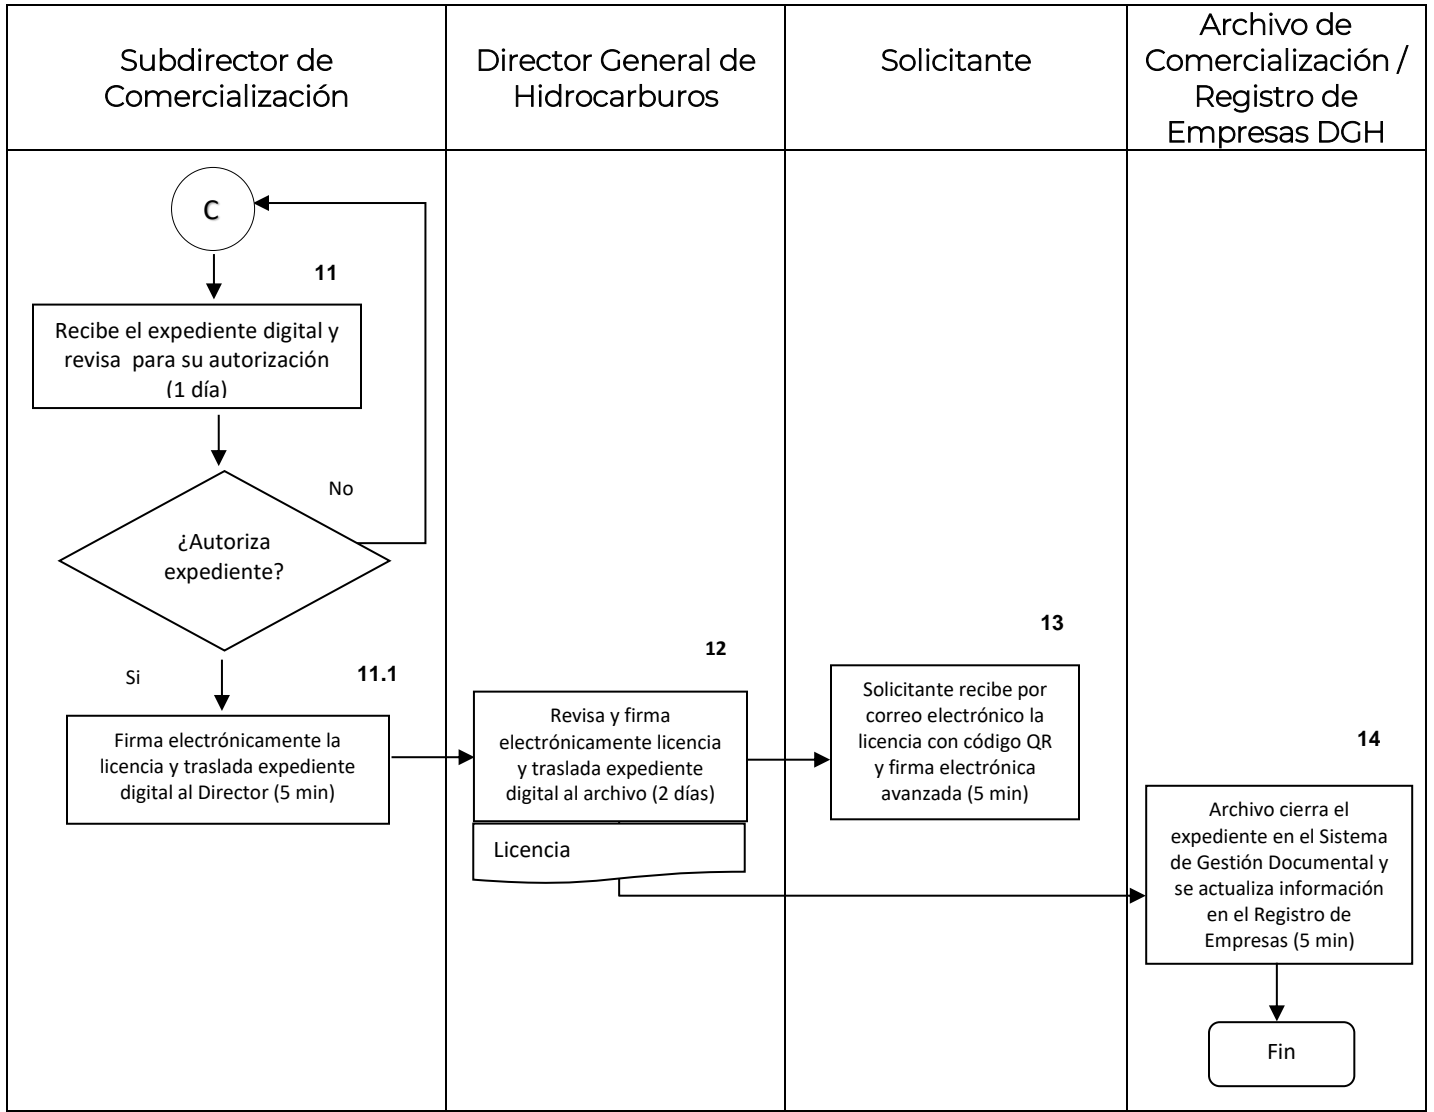 Subdirector de
Comercialización
Director General de
Hidrocarburos
Solicitante
Archivo de
Comercialización /
Registro de
Empresas DGH
C
11
Recibe el expediente digital y
revisa  para su autorización
(1 día)
No
¿Autoriza
expediente?
Si
11.1
Firma electrónicamente la
licencia y traslada expediente
digital al Director (5 min)
12
Revisa y firma
electrónicamente licencia
y traslada expediente
digital al archivo (2 días)
Licencia
13
Solicitante recibe por
correo electrónico la
licencia con código QR
y firma electrónica
avanzada (5 min)
14
Archivo cierra el
expediente en el Sistema
de Gestión Documental y
se actualiza información
en el Registro de
Empresas (5 min)
Fin